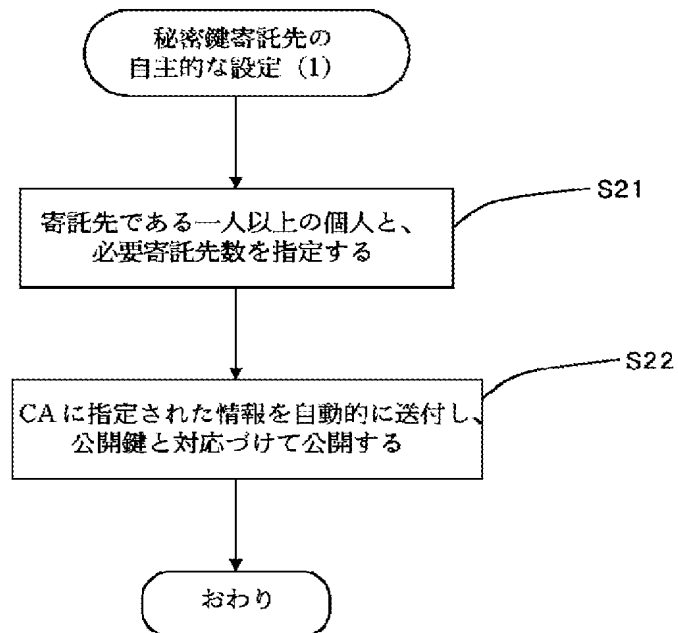 秘密鍵寄託先の
自主的な設定（1）
寄託先である一人以上の個人と、
必要寄託先数を指定する
S21
CAに指定された情報を自動的に送付し、
公開鍵と対応づけて公開する
S22
おわり